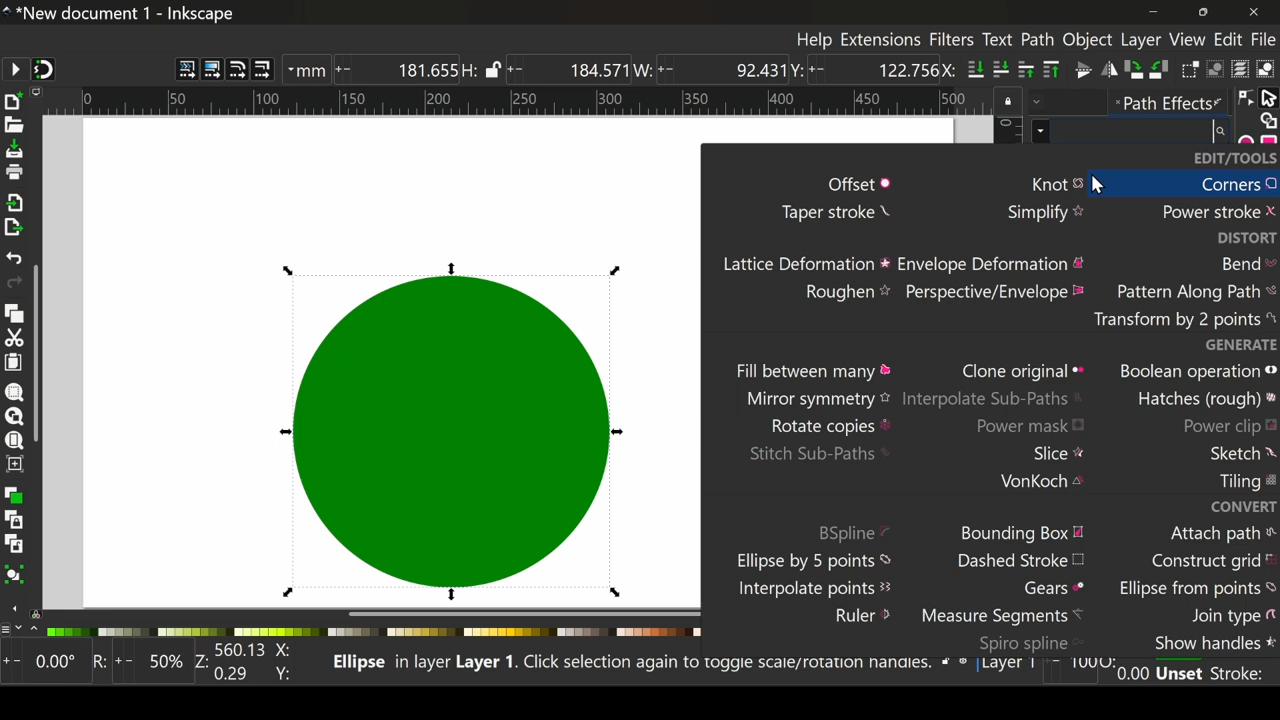 *New document 1 - Inkscape
Help Extensions Filters Text Path Object Layer View Edit File
mm 181.655 H: 184.571 W: 92.431 Y: 122.756 X:
0 50 100 150 200 250 300 350 400 450 500
Path Effects
EDIT/TOOLS
Offset Knot Corners
Taper stroke Simplify Power stroke
DISTORT
Lattice Deformation Envelope Deformation Bend
Roughen Perspective/Envelope Pattern Along Path
Transform by 2 points
GENERATE
Fill between many Clone original Boolean operation
Mirror symmetry Interpolate Sub-Paths Hatches (rough)
Rotate copies Power mask Power clip
Stitch Sub-Paths Slice Sketch
VonKoch Tiling
CONVERT
BSpline Bounding Box Attach path
Ellipse by 5 points Dashed Stroke Construct grid
Interpolate points Gears Ellipse from points
Ruler Measure Segments Join type
Spiro spline Show handles
0.00° R: 50% Z: 560.13 X:
0.29 Y:
Ellipse in layer Layer 1. Click selection again to toggle scale/rotation handles. Layer 1 100 O:
0.00 Unset Stroke: